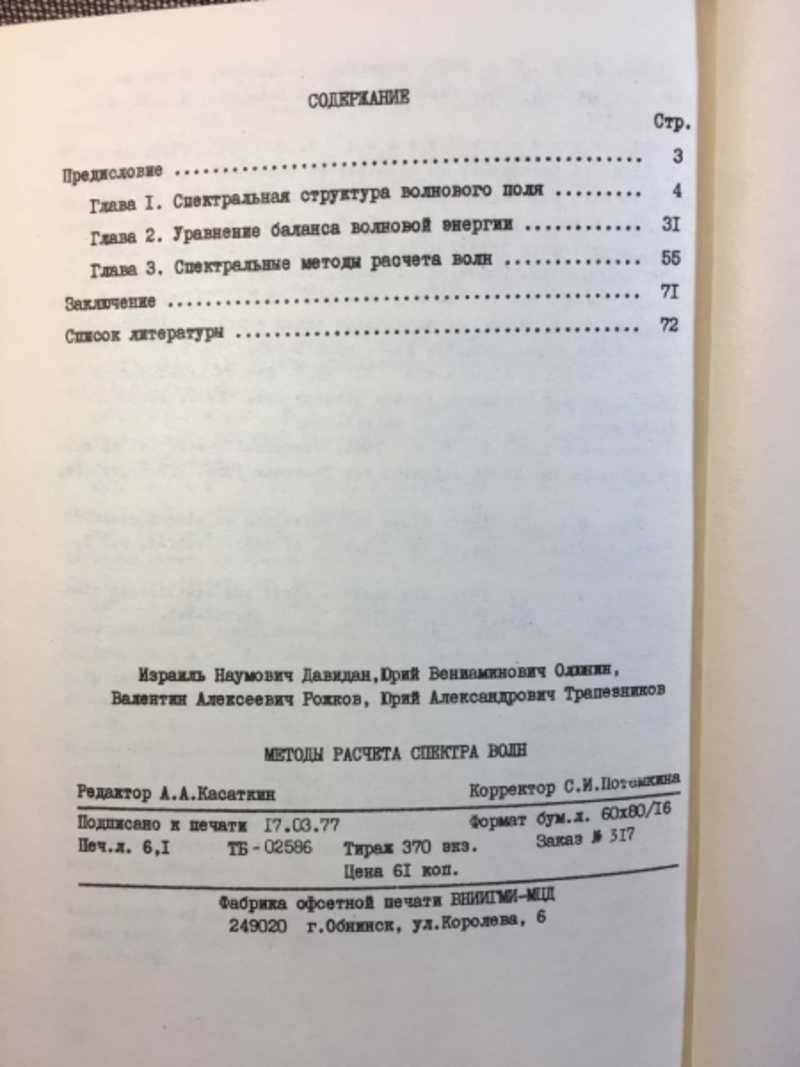 СОДЕРЖАНИЕ
Стр.
Предисловие ................................................ 3
Глава I. Спектральная структура волнового поля ......... 4
Глава 2. Уравнение баланса волновой энергии ............ 3I
Глава 3. Спектральные методы расчета волн .............. 55
Заключение ................................................ 7I
Список литературы .......................................... 72
Израиль Наумович Давидан,Юрий Вениаминович
Валентин Алексеевич Рожков, Юрий Александрович Трапезников
МЕТОДЫ РАСЧЕТА СПЕКТРА ВОЛН
Редактор А.А.Касаткин Корректор С.И.Потемкина
Подписано к печати 17.03.77 Формат бум.л. 60х80/16
Печ.л. 6,I ТБ-02586 Тираж 370 экз. Заказ № 317
Цена 6I коп.
Фабрика офсетной печати ВНИИГМИ-МЦД
249020 г.Обнинск, ул.Королева, 6